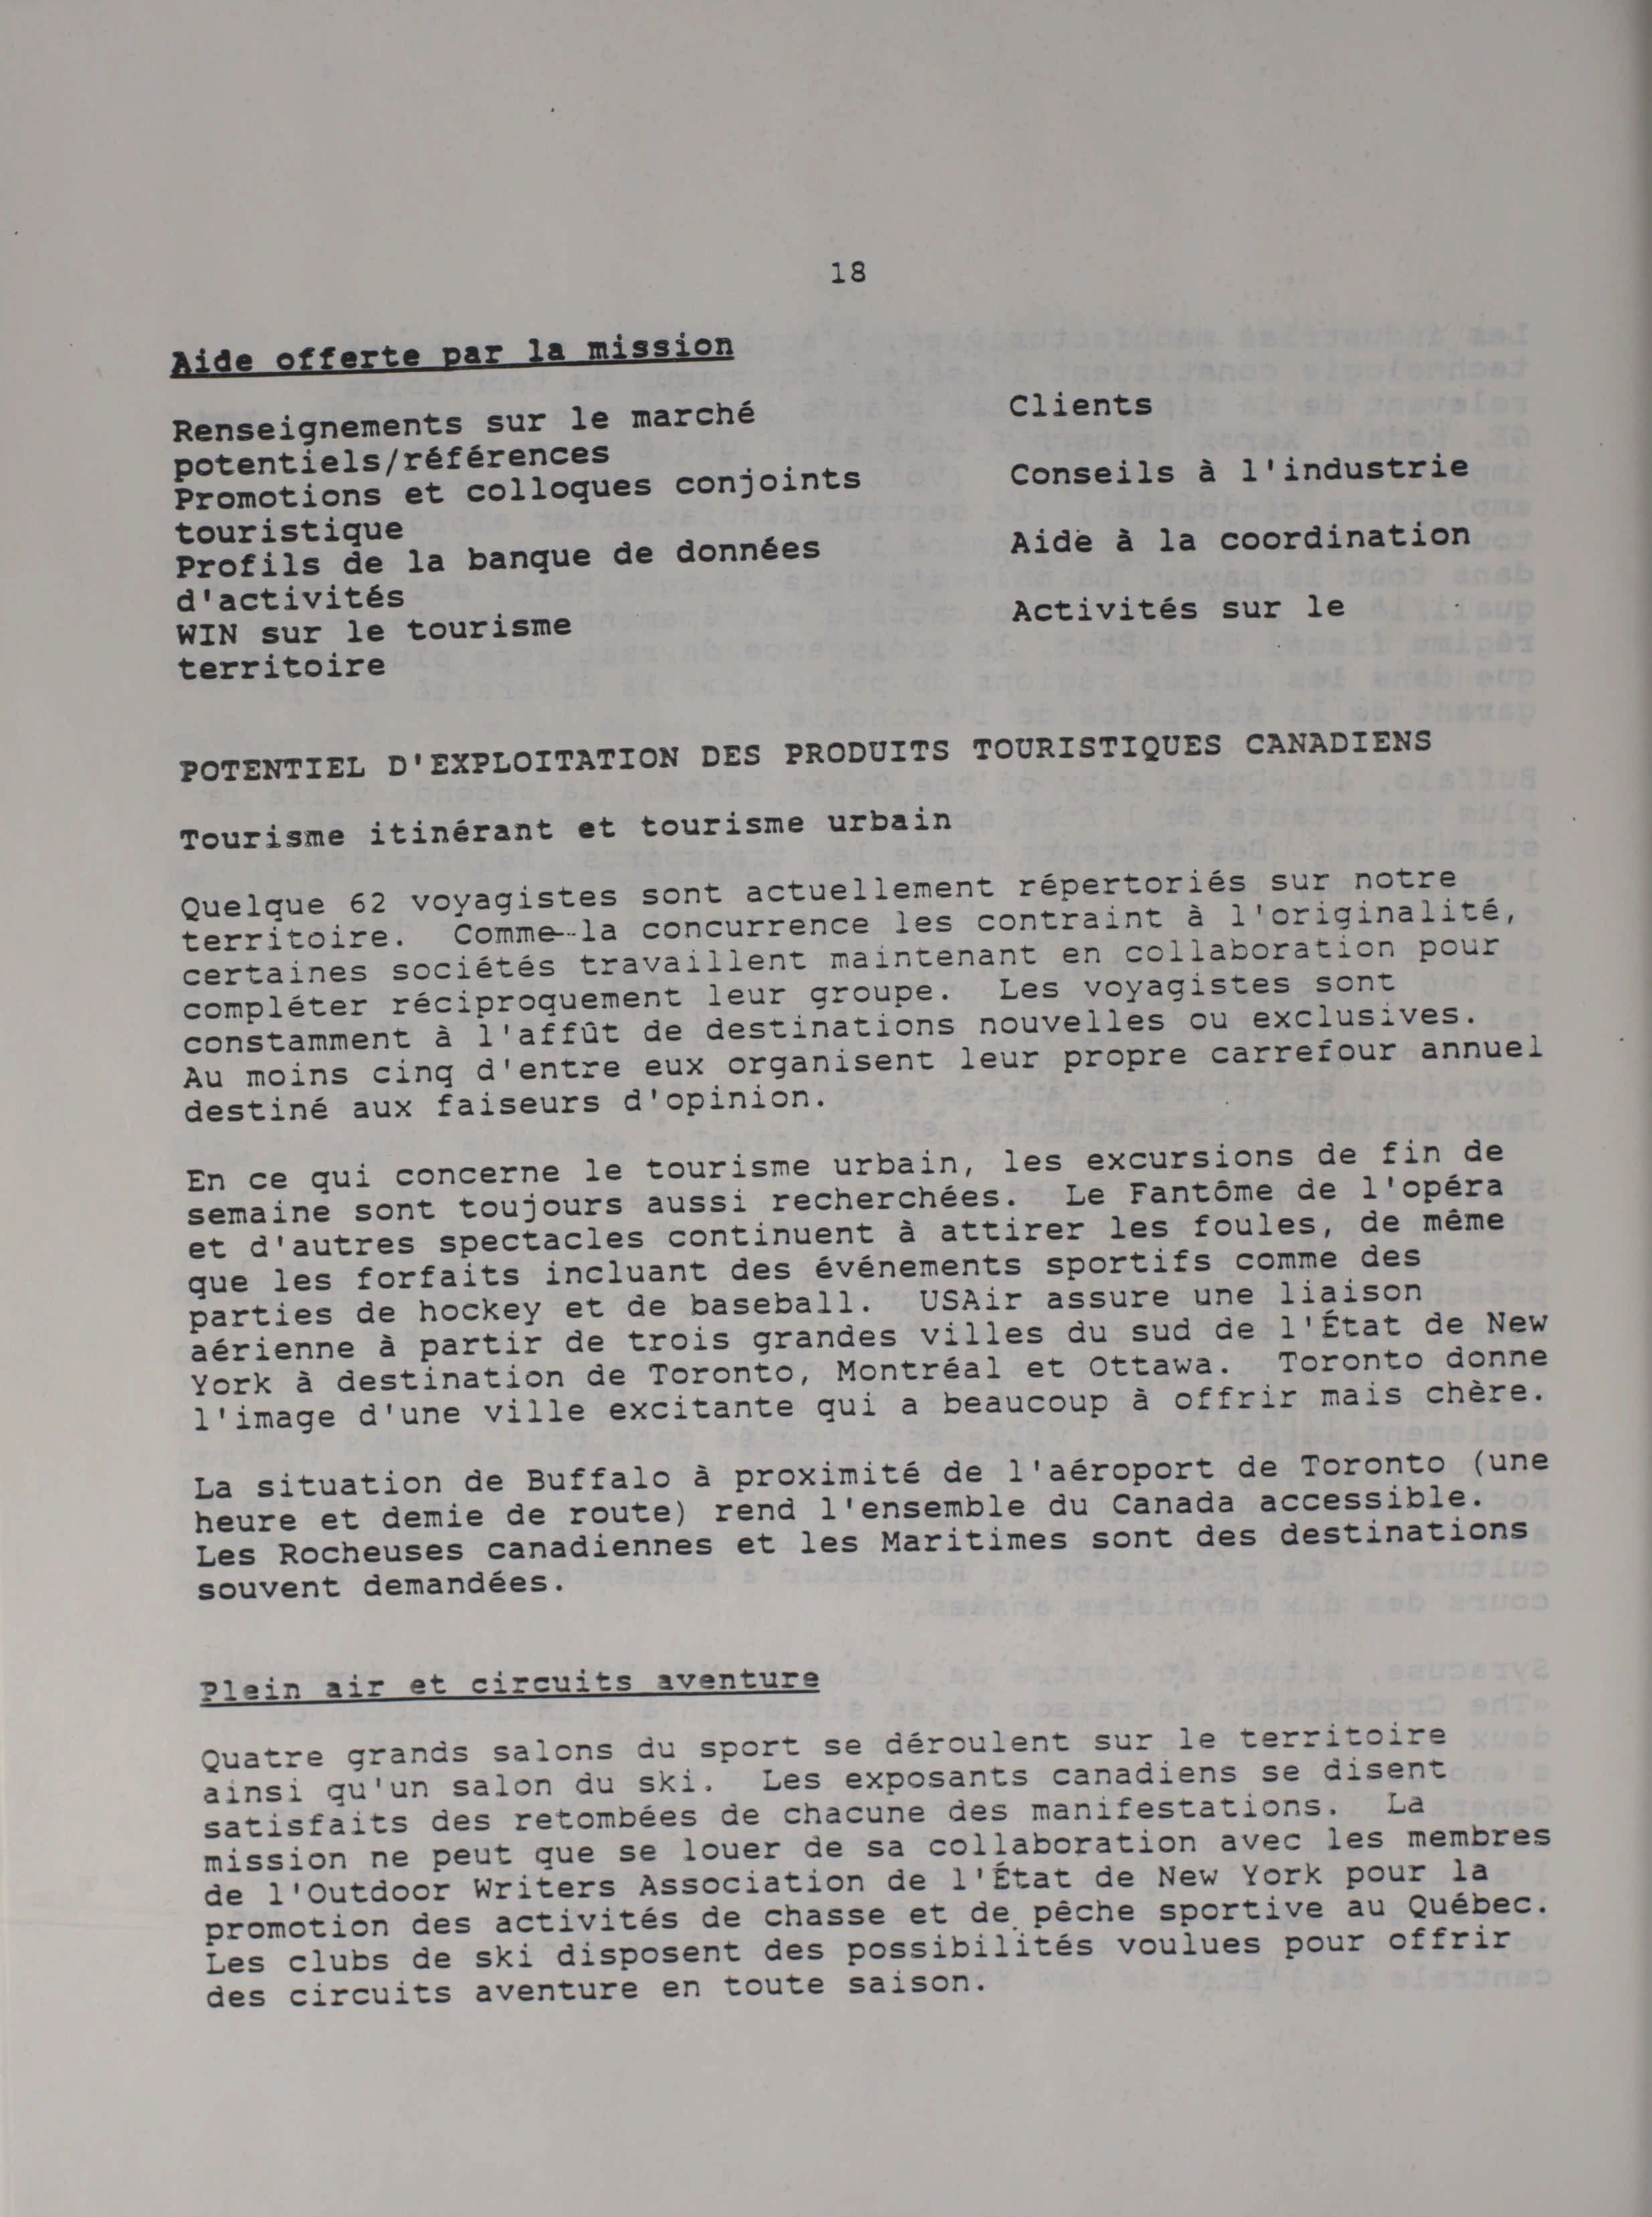 18
Aide offerte par la mission
Renseignements sur le marché Clients
potentiels/références
Promotions et colloques conjoints Conseils à l'industrie
touristique
Profils de la banque de données Aide à la coordination
d'activités
WIN sur le tourisme Activités sur le
territoire
POTENTIEL D'EXPLOITATION DES PRODUITS TOURISTIQUES CANADIENS
Tourisme itinérant et tourisme urbain
Quelque 62 voyagistes sont actuellement répertoriés sur notre
territoire. Comme la concurrence les contraint à l'originalité,
certaines sociétés travaillent maintenant en collaboration pour
compléter réciproquement leur groupe. Les voyagistes sont
constamment à l'affût de destinations nouvelles ou exclusives.
Au moins cinq d'entre eux organisent leur propre carrefour annuel
destiné aux faiseurs d'opinion.
En ce qui concerne le tourisme urbain, les excursions de fin de
semaine sont toujours aussi recherchées. Le Fantôme de l'opéra
et d'autres spectacles continuent à attirer les foules, de même
que les forfaits incluant des événements sportifs comme des
parties de hockey et de baseball. USAir assure une liaison
aérienne à partir de trois grandes villes du sud de l'État de New
York à destination de Toronto, Montréal et Ottawa. Toronto donne
l'image d'une ville excitante qui a beaucoup à offrir mais chère.
La situation de Buffalo à proximité de l'aéroport de Toronto (une
heure et demie de route) rend l'ensemble du Canada accessible.
Les Rocheuses canadiennes et les Maritimes sont des destinations
souvent demandées.
Plein air et circuits aventure
Quatre grands salons du sport se déroulent sur le territoire
ainsi qu'un salon du ski. Les exposants canadiens se disent
satisfaits des retombées de chacune des manifestations. La
mission ne peut que se louer de sa collaboration avec les membres
de l'Outdoor Writers Association de l'État de New York pour la
promotion des activités de chasse et de pêche sportive au Québec.
Les clubs de ski disposent des possibilités voulues pour offrir
des circuits aventure en toute saison.